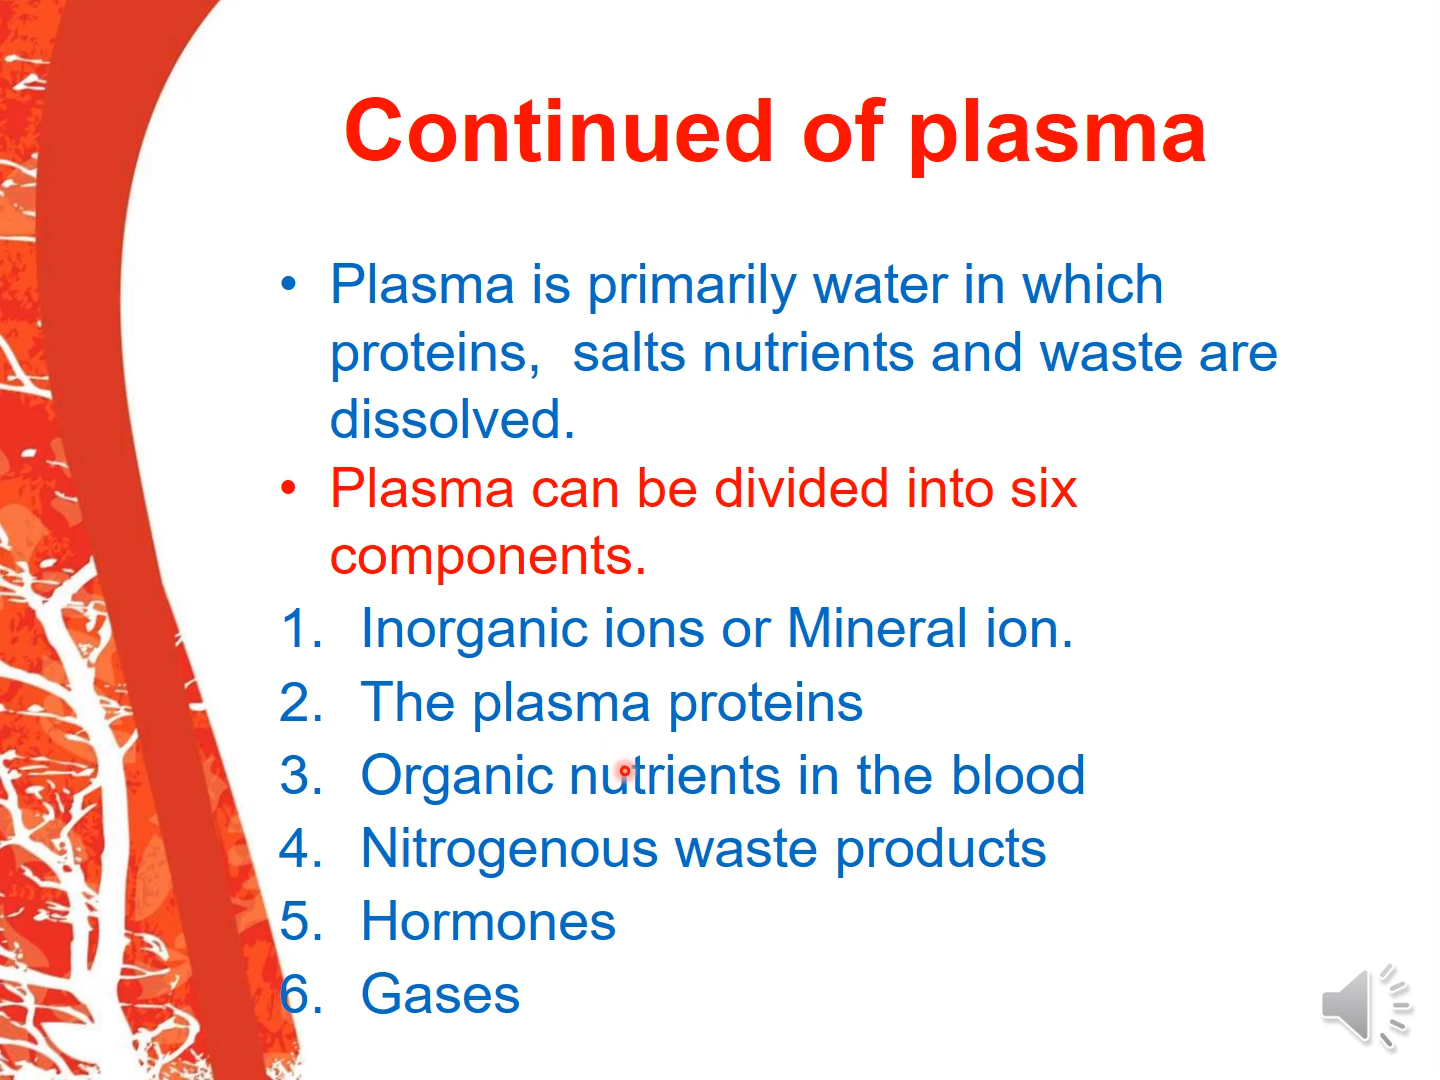 Continued of plasma
• Plasma is primarily water in which
proteins,  salts nutrients and waste are
dissolved.
• Plasma can be divided into six
components.
1. Inorganic ions or Mineral ion.
2. The plasma proteins
3. Organic nutrients in the blood
4. Nitrogenous waste products
5. Hormones
6. Gases